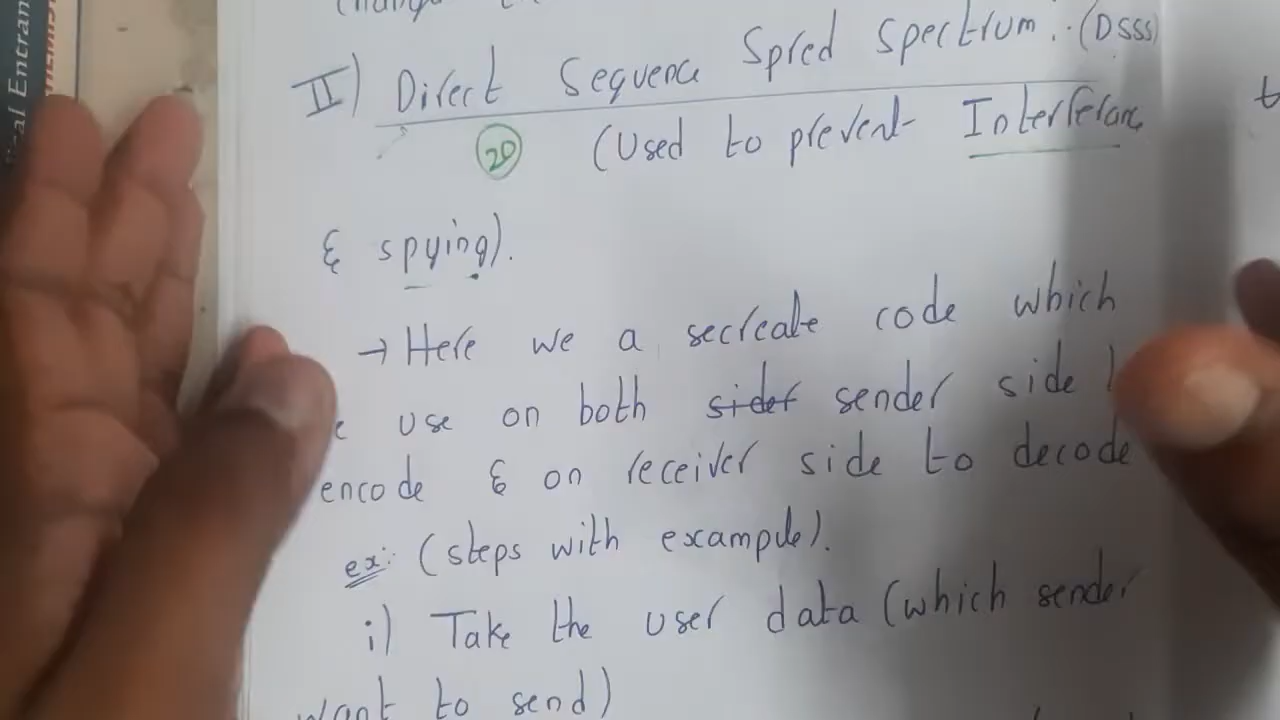 II) Direct Sequence Spred Spectrum : (DSSS)
20
(Used to prevent Interferanc
& spying).
→ Here we a secreate code which
use on both sider sender side
encode & on receiver side to decode
ex: (steps with example).
i) Take the user data (which sender
want to send)